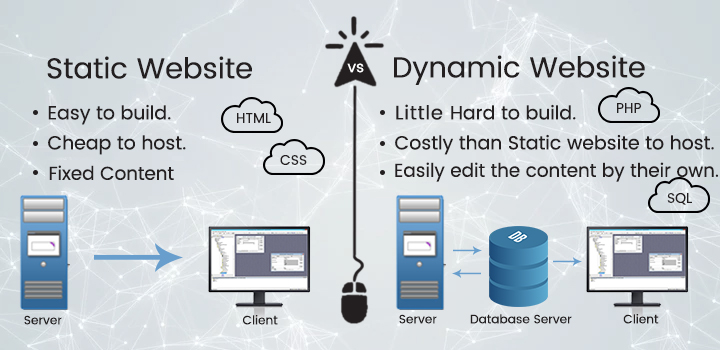 Static Website
• Easy to build.
• Cheap to host.
• Fixed Content
HTML
CSS
Server
Client
VS
Dynamic Website
• Little Hard to build.
• Costly than Static website to host.
• Easily edit the content by their own.
PHP
SQL
DB
Server
Database Server
Client